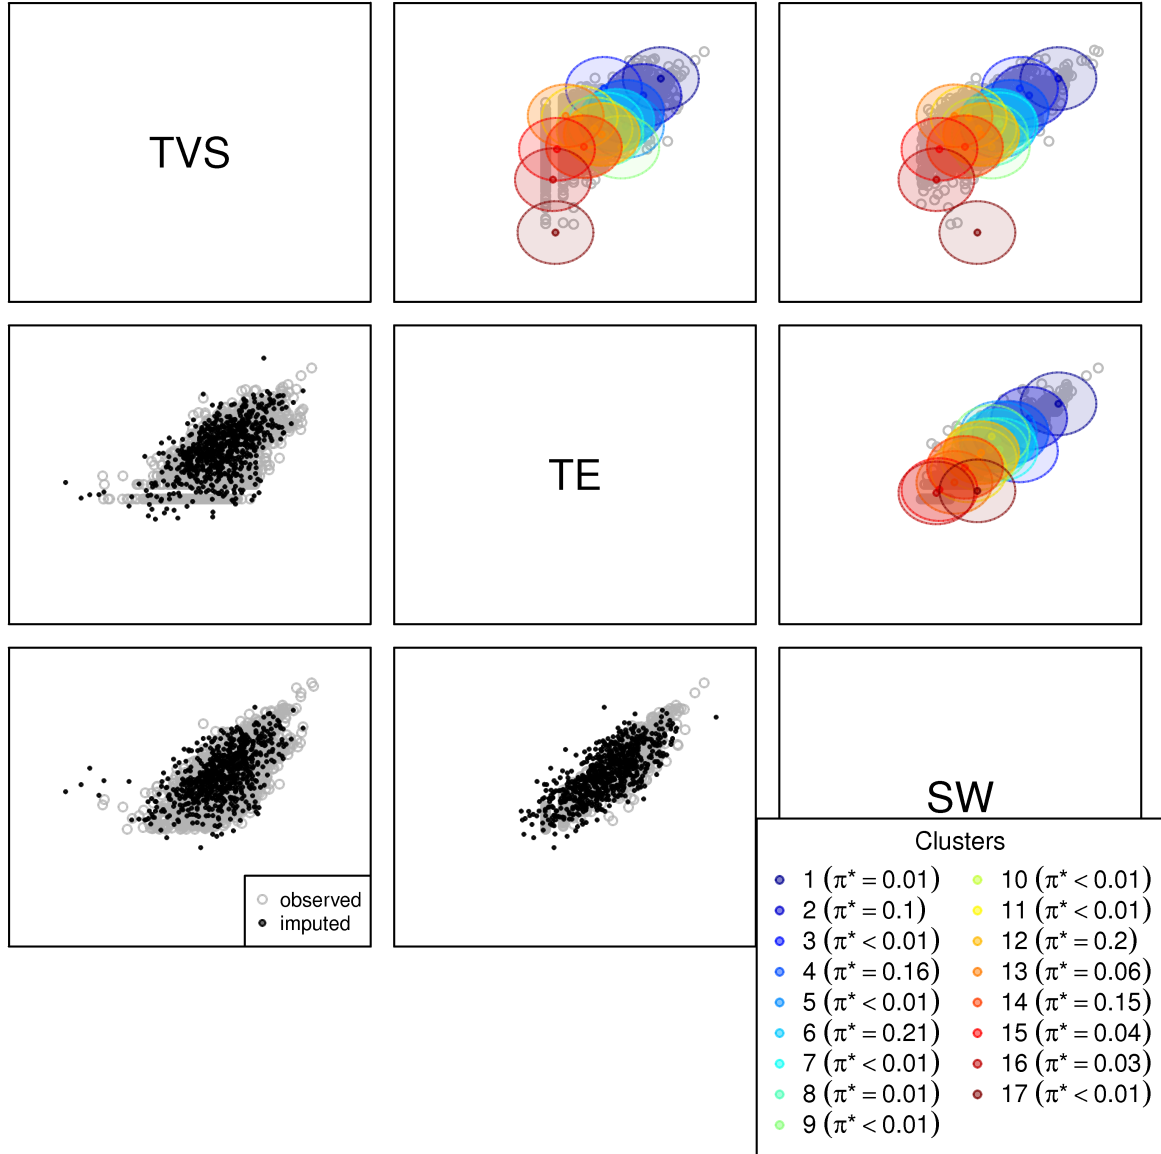 TVS
TE
SW
observed
imputed
Clusters
1 (π* = 0.01)
2 (π* = 0.1)
3 (π* < 0.01)
4 (π* = 0.16)
5 (π* < 0.01)
6 (π* = 0.21)
7 (π* < 0.01)
8 (π* = 0.01)
9 (π* < 0.01)
10 (π* < 0.01)
11 (π* < 0.01)
12 (π* = 0.2)
13 (π* = 0.06)
14 (π* = 0.15)
15 (π* = 0.04)
16 (π* = 0.03)
17 (π* < 0.01)